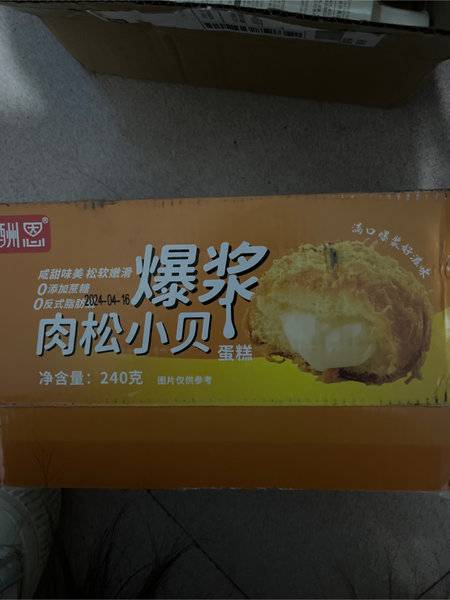 酬恩®
满口爆浆好滋味
咸甜味美 松软嫩滑
0添加蔗糖
0反式脂肪
2024-04-16
爆浆
肉松小贝
蛋糕
净含量：240克
图片仅供参考